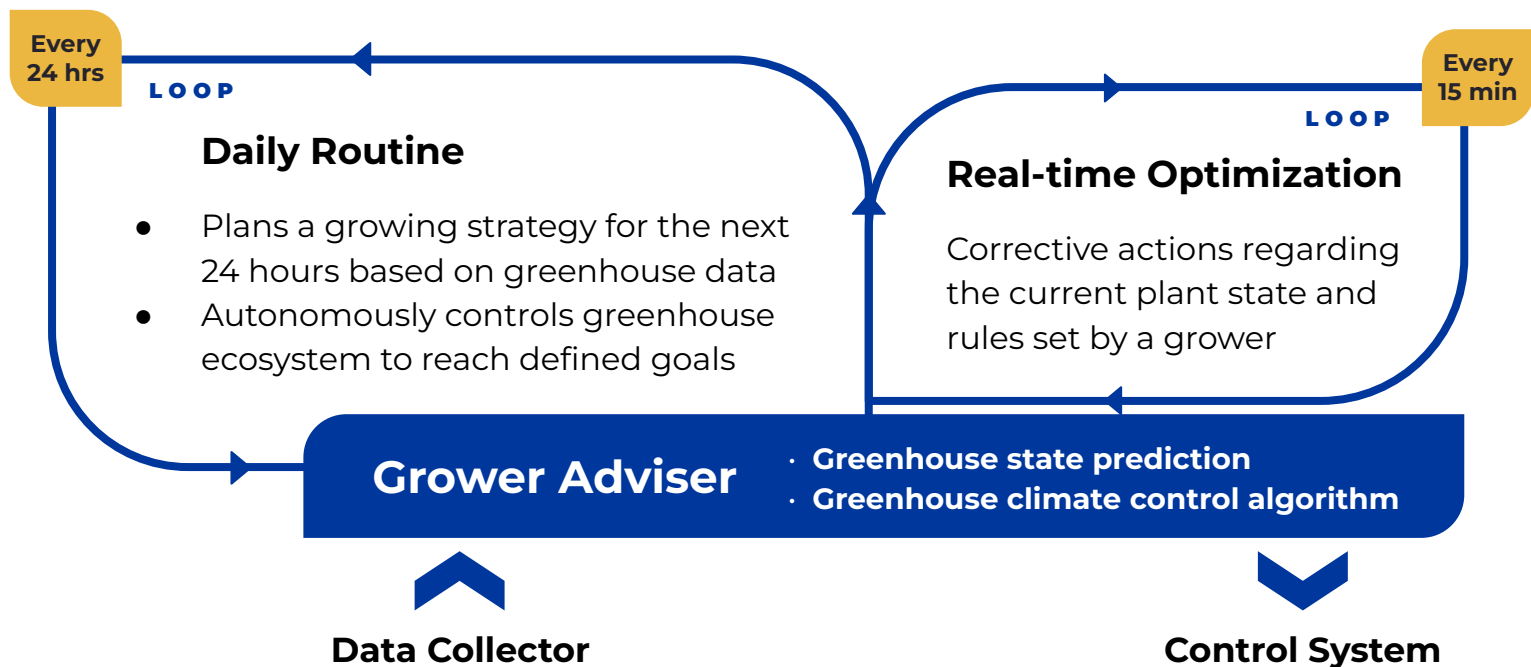 Every
24 hrs
LOOP
Daily Routine
● Plans a growing strategy for the next
24 hours based on greenhouse data
● Autonomously controls greenhouse
ecosystem to reach defined goals
Every
15 min
LOOP
Real-time Optimization
Corrective actions regarding
the current plant state and
rules set by a grower
Grower Adviser
· Greenhouse state prediction
· Greenhouse climate control algorithm
Data Collector
Control System